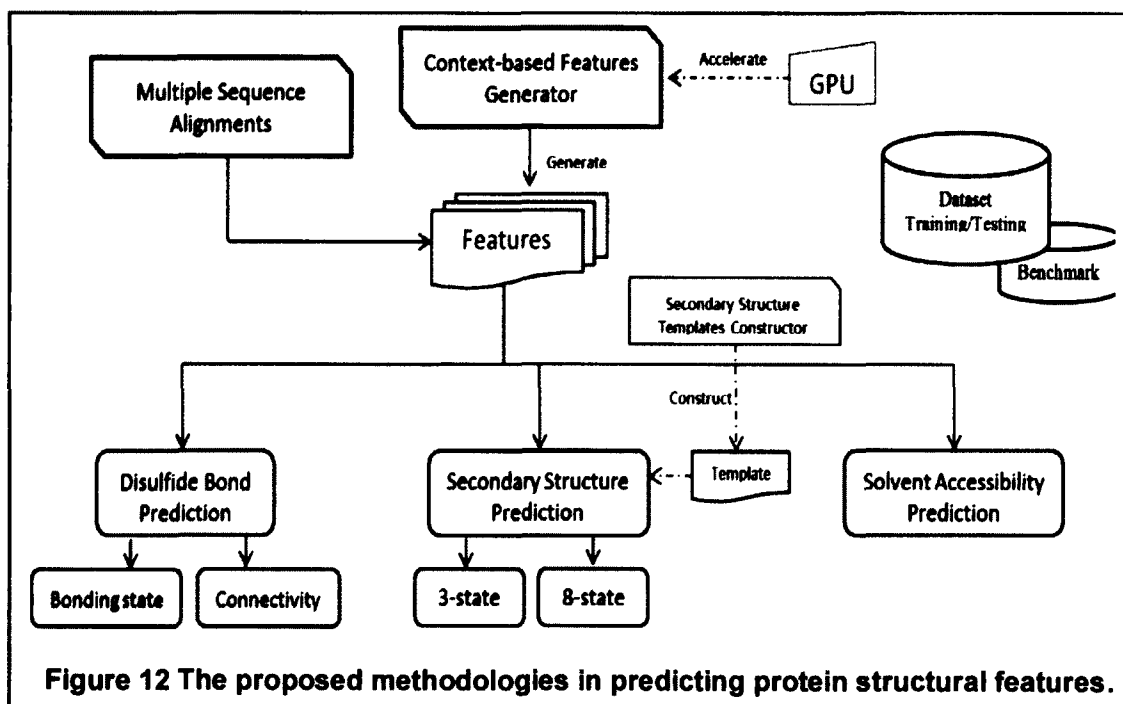 Multiple Sequence
Alignments
Context-based Features
Generator
Accelerate
GPU
Generate
Features
Dataset
Training/Testing
Benchmark
Secondary Structure
Templates Constructor
Construct
Template
Disulfide Bond
Prediction
Secondary Structure
Prediction
Solvent Accessibility
Prediction
Bonding state
Connectivity
3-state
8-state
Figure 12 The proposed methodologies in predicting protein structural features.